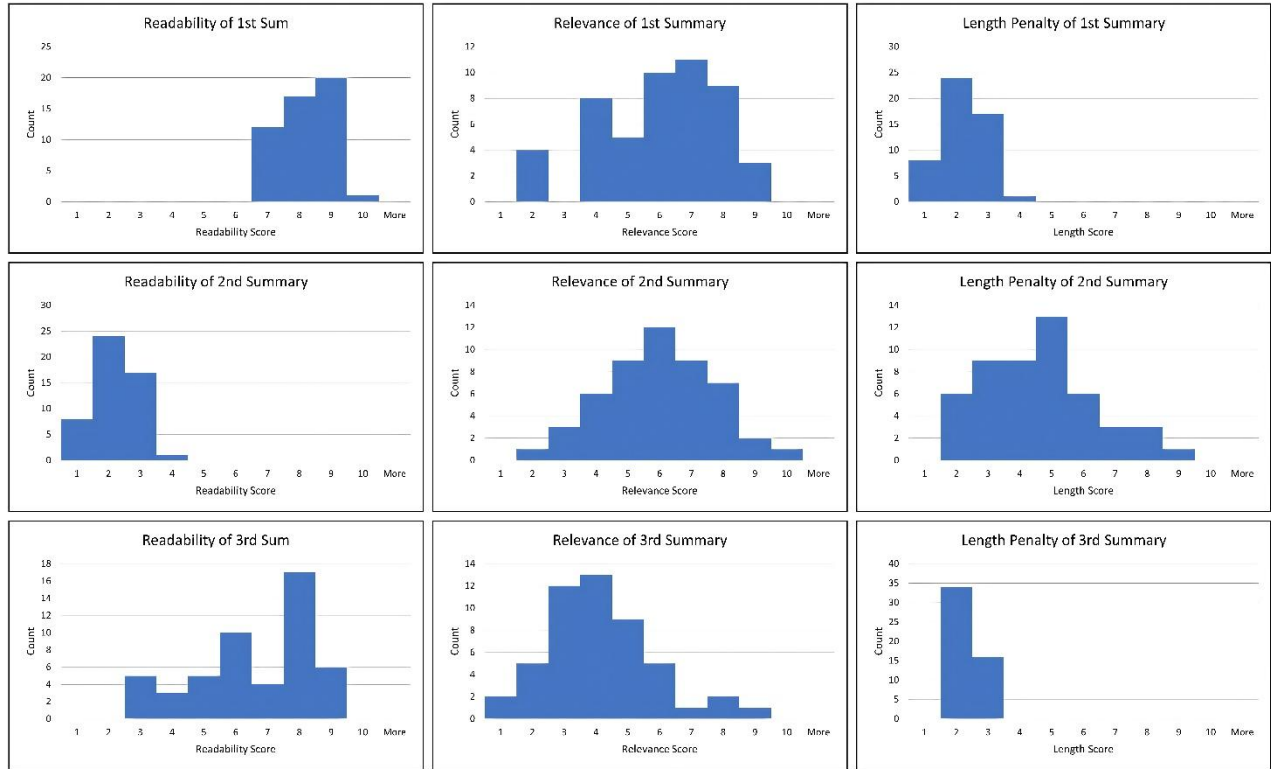 Readability of 1st Sum
25
20
15
10
5
0
Count
1 2 3 4 5 6 7 8 9 10 More
Readability Score
Relevance of 1st Summary
12
10
8
6
4
2
0
Count
1 2 3 4 5 6 7 8 9 10 More
Relevance Score
Length Penalty of 1st Summary
30
25
20
15
10
5
0
Count
1 2 3 4 5 6 7 8 9 10 More
Length Score
Readability of 2nd Summary
30
25
20
15
10
5
0
Count
1 2 3 4 5 6 7 8 9 10 More
Readability Score
Relevance of 2nd Summary
14
12
10
8
6
4
2
0
Count
1 2 3 4 5 6 7 8 9 10 More
Relevance Score
Length Penalty of 2nd Summary
14
12
10
8
6
4
2
0
Count
1 2 3 4 5 6 7 8 9 10 More
Length Score
Readability of 3rd Sum
18
16
14
12
10
8
6
4
2
0
Count
1 2 3 4 5 6 7 8 9 10 More
Readability Score
Relevance of 3rd Summary
14
12
10
8
6
4
2
0
Count
1 2 3 4 5 6 7 8 9 10 More
Relevance Score
Length Penalty of 3rd Summary
40
35
30
25
20
15
10
5
0
Count
1 2 3 4 5 6 7 8 9 10 More
Length Score